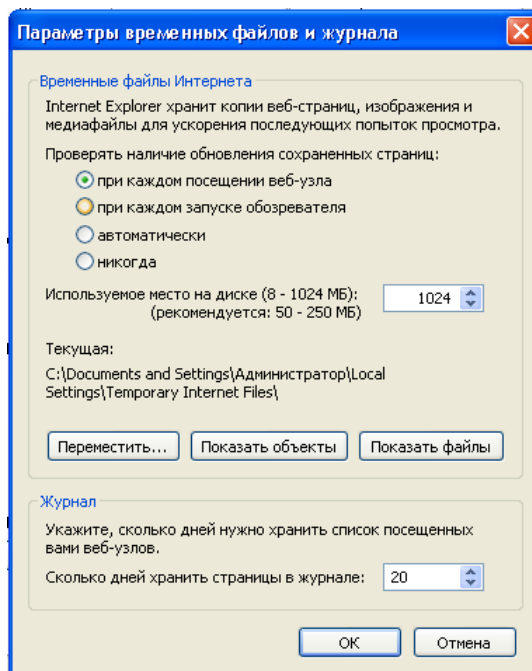 Параметры временных файлов и журнала
Временные файлы Интернета
Internet Explorer хранит копии веб-страниц, изображения и
медиафайлы для ускорения последующих попыток просмотра.
Проверять наличие обновления сохраненных страниц:
при каждом посещении веб-узла
при каждом запуске обозревателя
автоматически
никогда
Используемое место на диске (8 - 1024 МБ): 1024
(рекомендуется: 50 - 250 МБ)
Текущая:
C:\Documents and Settings\Администратор\Local
Settings\Temporary Internet Files\
Переместить... Показать объекты Показать файлы
Журнал
Укажите, сколько дней нужно хранить список посещенных
вами веб-узлов.
Сколько дней хранить страницы в журнале: 20
ОК Отмена